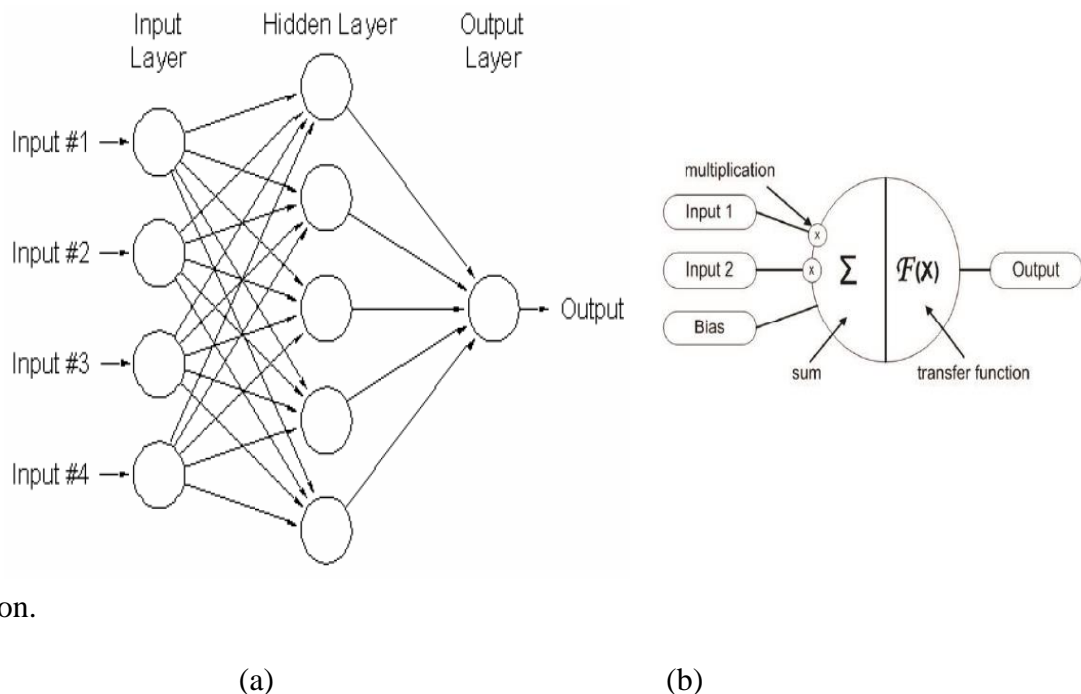 Input
Layer
Hidden Layer
Output
Layer
Input #1
Input #2
Input #3
Input #4
Output
multiplication
Input 1
x
Input 2
x
Σ
F(X)
Output
Bias
sum
transfer function
on.
(a)
(b)